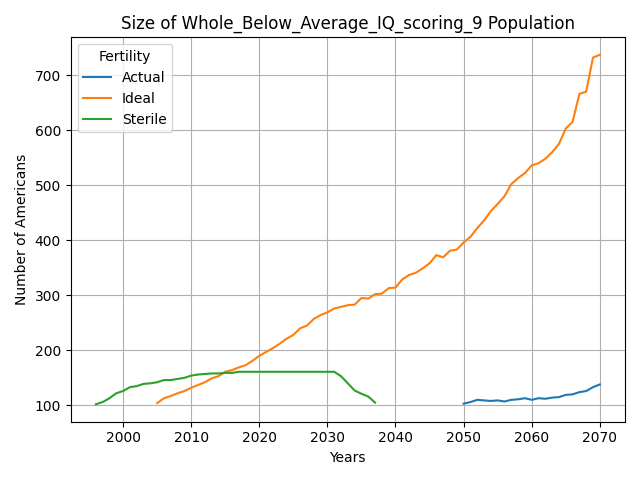 Size of Whole_Below_Average_IQ_scoring_9 Population
Fertility
Actual
Ideal
Sterile
Number of Americans
700
600
500
400
300
200
100
2000 2010 2020 2030 2040 2050 2060 2070
Years